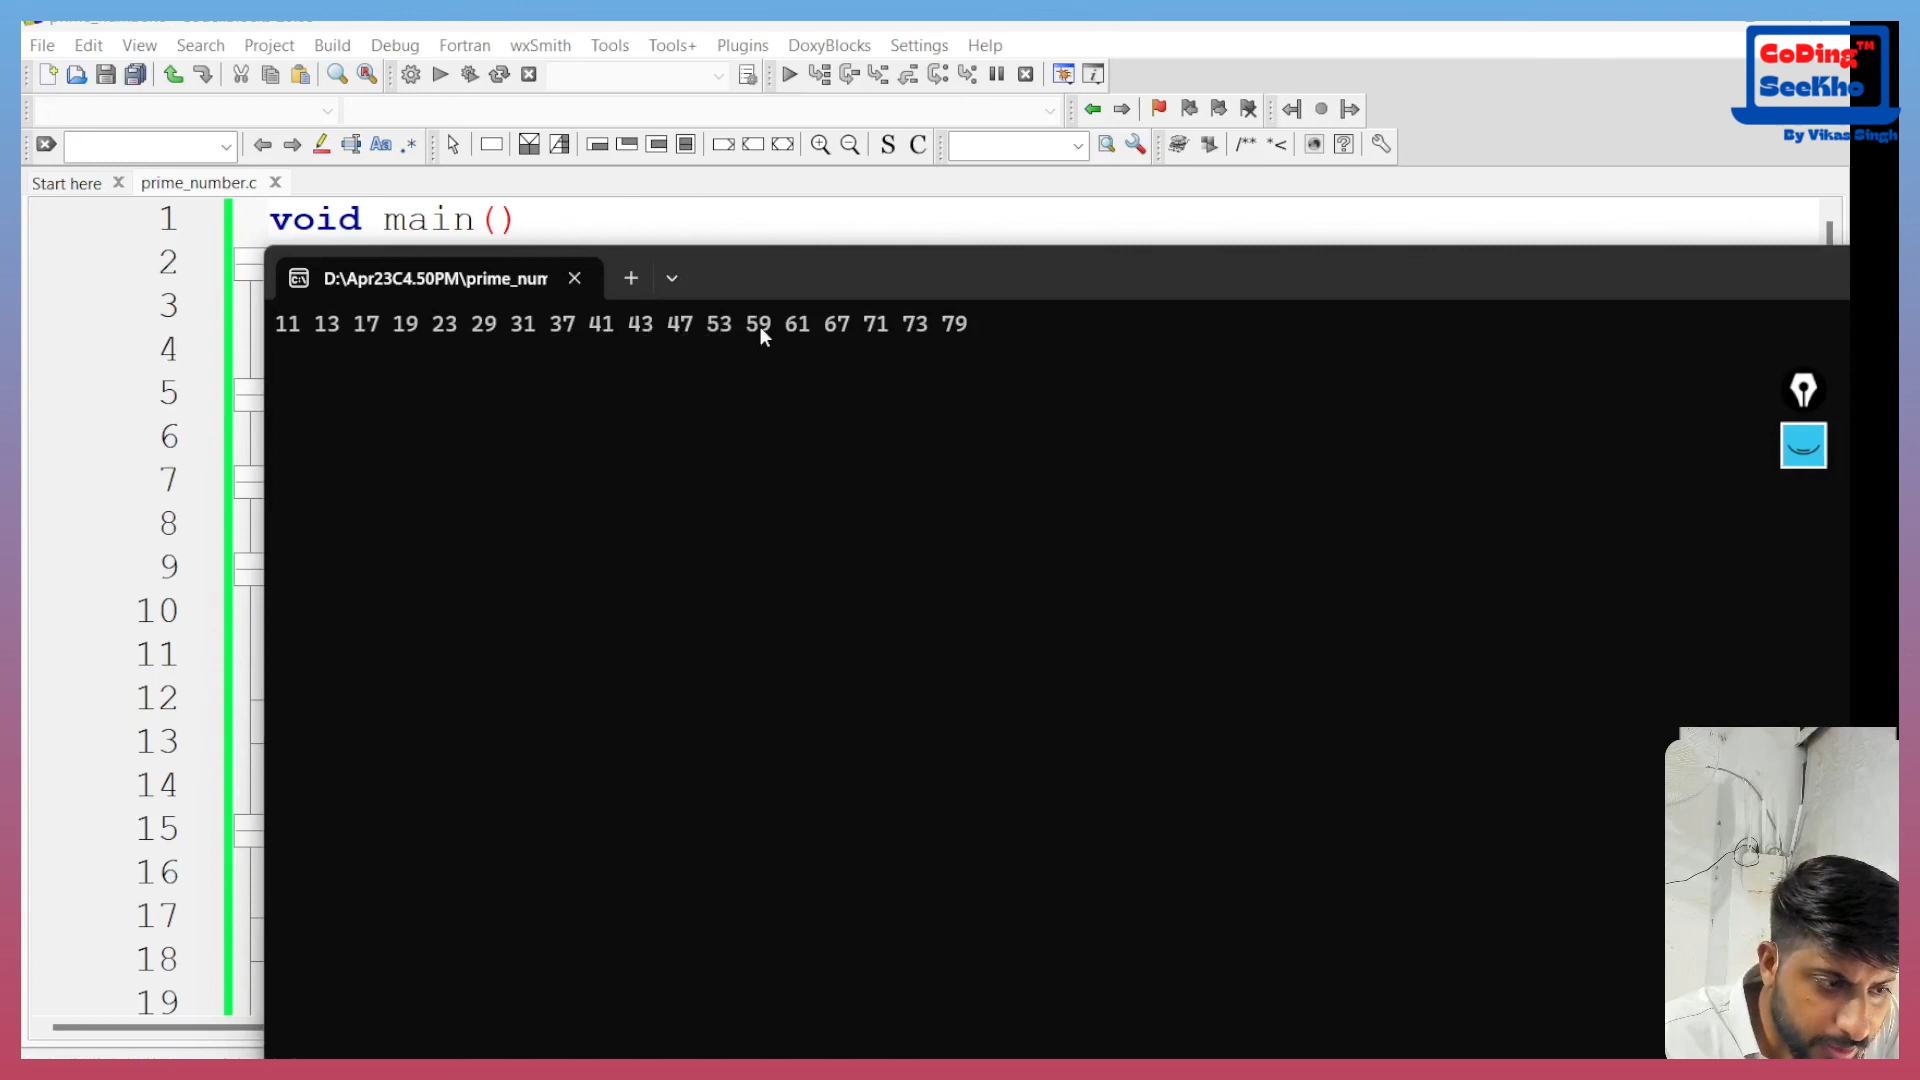 File Edit View Search Project Build Debug Fortran wxSmith Tools Tools+ Plugins DoxyBlocks Settings Help
CoDing™
SeeKho
By Vikas Singh
Aa .* S C /** *<
Start here prime_number.c
1 void main()
2
D:\Apr23C4.50PM\prime_num
3
11 13 17 19 23 29 31 37 41 43 47 53 59 61 67 71 73 79
4
5
6
7
8
9
10
11
12
13
14
15
16
17
18
19